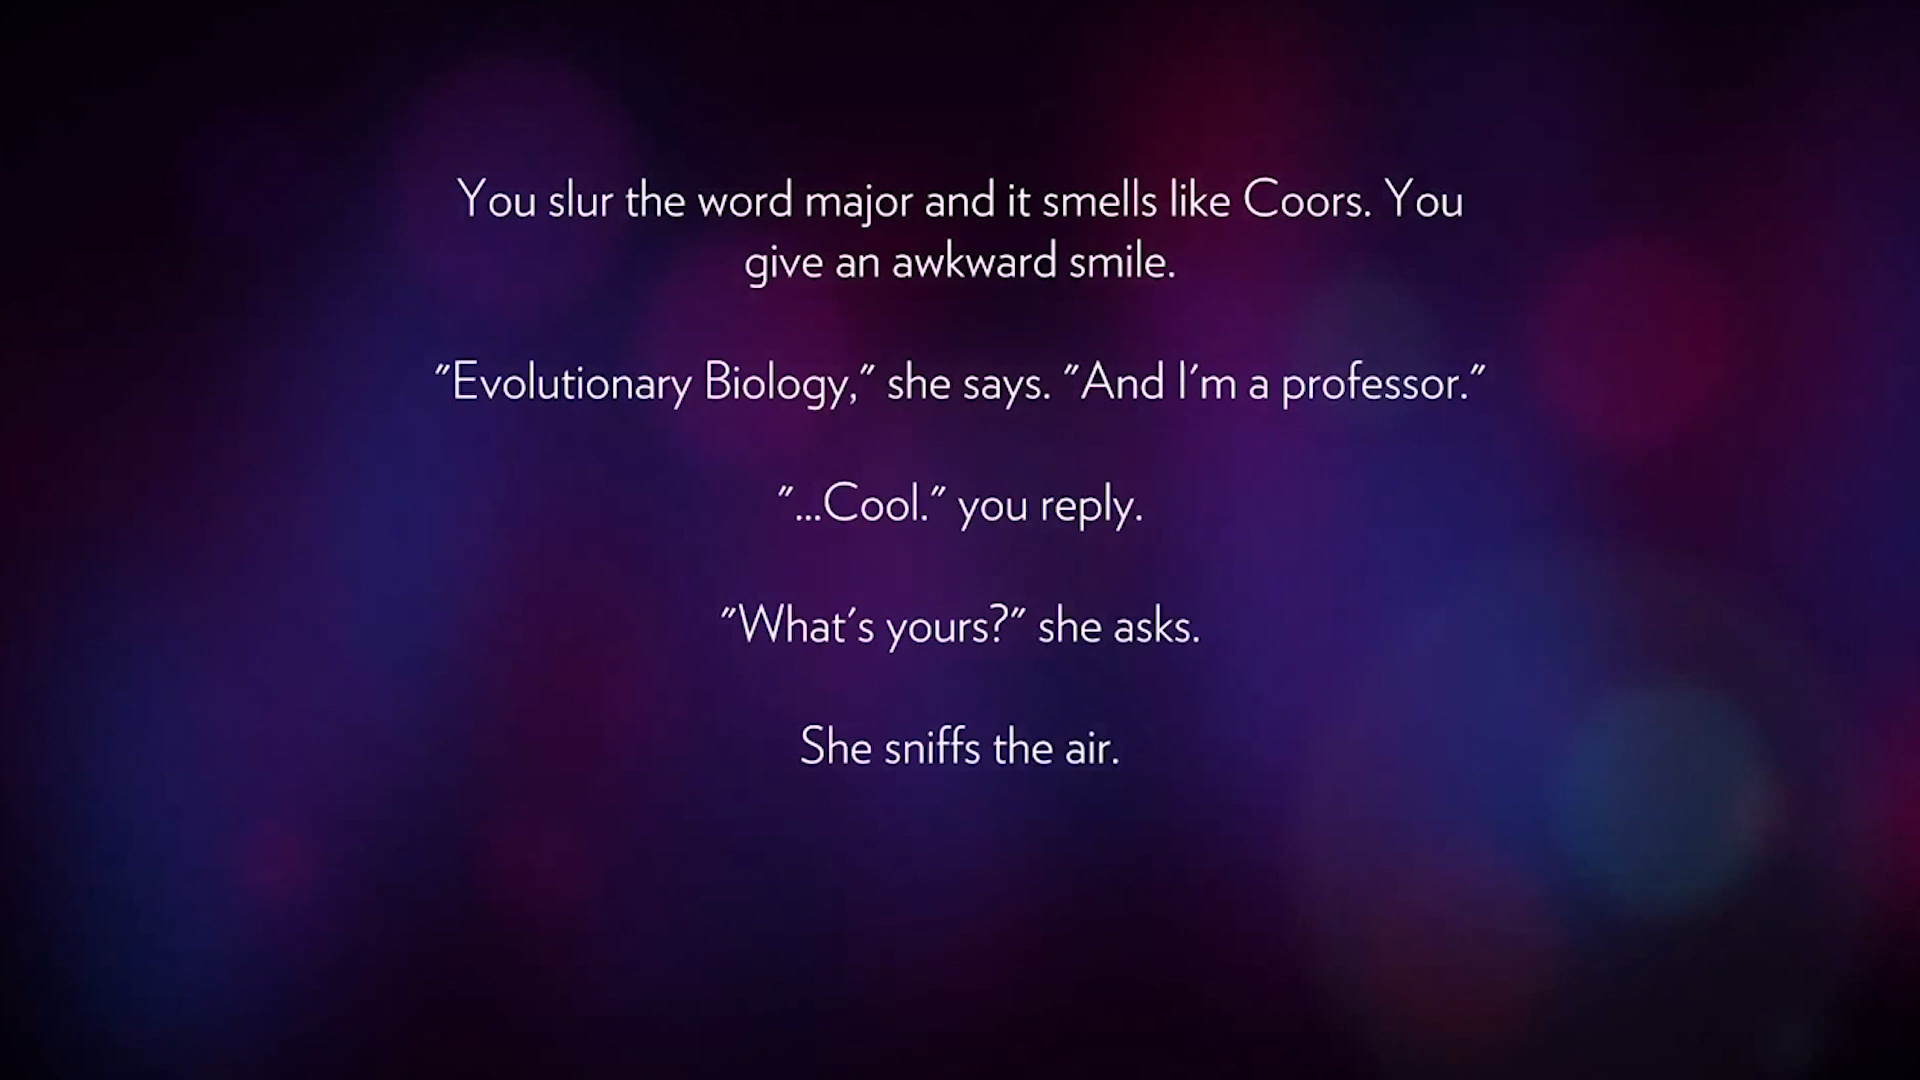 You slur the word major and it smells like Coors. You
give an awkward smile.
"Evolutionary Biology," she says. "And I'm a professor."
"...Cool." you reply.
"What's yours?" she asks.
She sniffs the air.